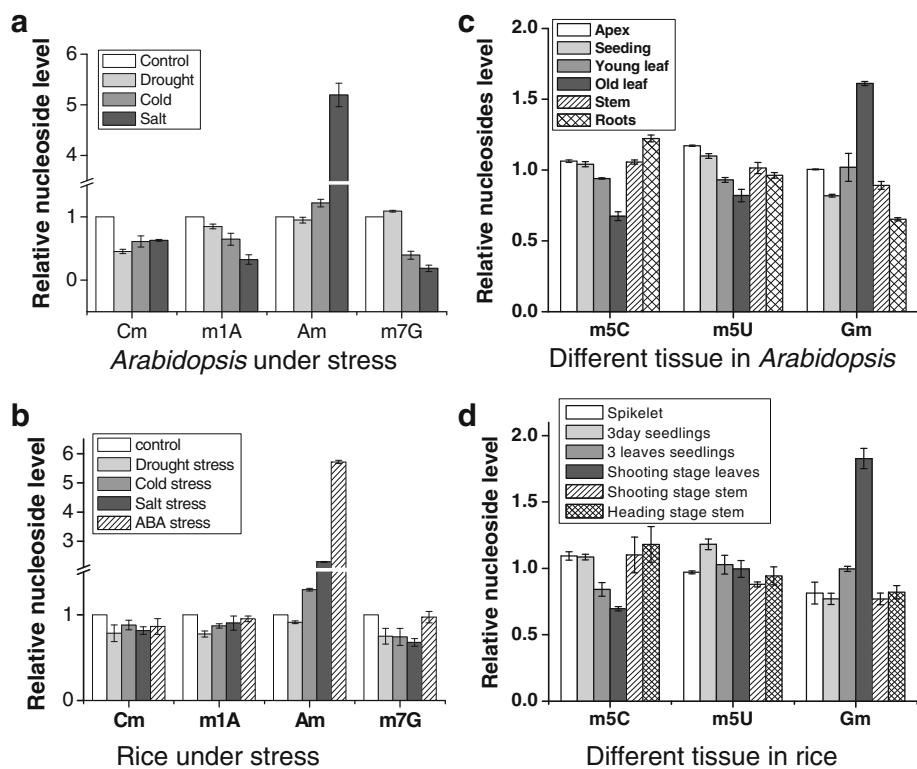 a
Relative nucleoside level
6
5
6
1
0
Control
Drought
Cold
Salt
Cm m1A Am m7G
Arabidopsis under stress
c
Relative nucleosides level
2.0
1.5
1.0
0.5
0.0
Apex
Seeding
Young leaf
Old leaf
Stem
Roots
m5C m5U Gm
Different tissue in Arabidopsis
b
Relative nucleoside level
6
5
3
1
0
control
Drought stress
Cold stress
Salt stress
ABA stress
Cm m1A Am m7G
Rice under stress
d
Relative nucleoside level
2.0
1.5
1.0
0.5
0.0
Spikelet
3day seedlings
3 leaves seedlings
Shooting stage leaves
Shooting stage stem
Heading stage stem
m5C m5U Gm
Different tissue in rice